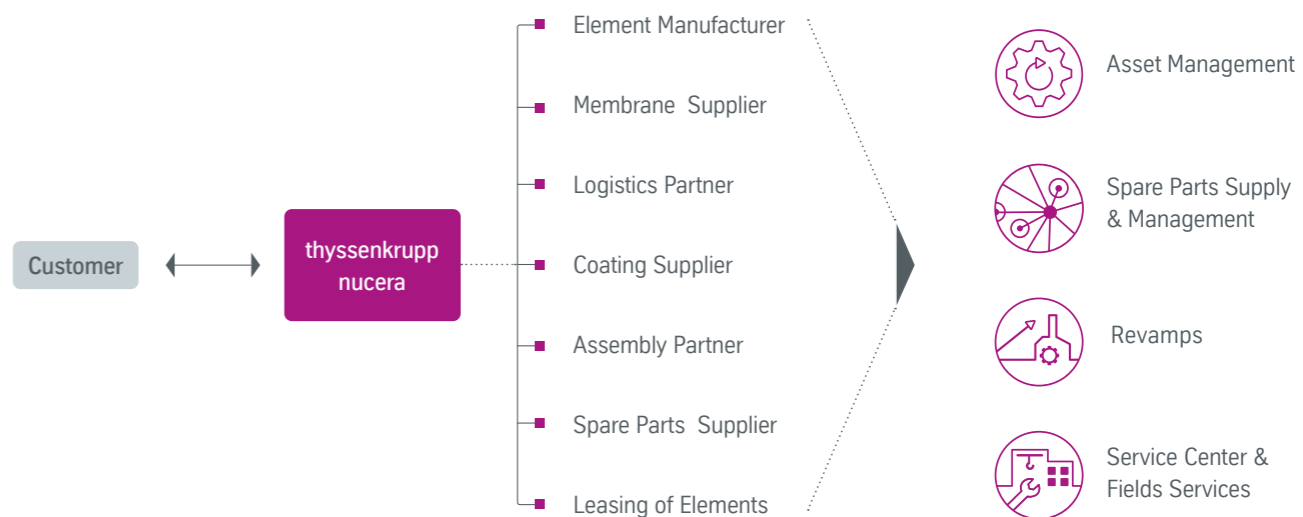 Customer
thyssenkrupp
nucera
Element Manufacturer
Membrane Supplier
Logistics Partner
Coating Supplier
Assembly Partner
Spare Parts Supplier
Leasing of Elements
Asset Management
Spare Parts Supply
& Management
Revamps
Service Center &
Fields Services